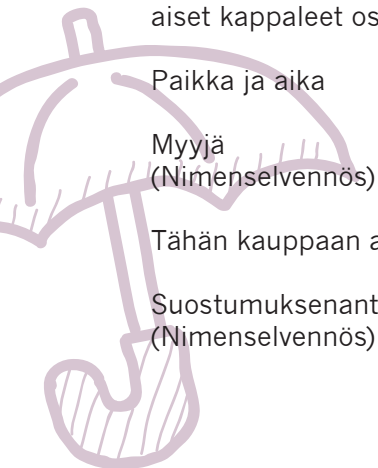 aiset kappaleet os
Paikka ja aika
Myyjä
(Nimenselvennös)
Tähän kauppaan a
Suostumuksenant
(Nimenselvennös)